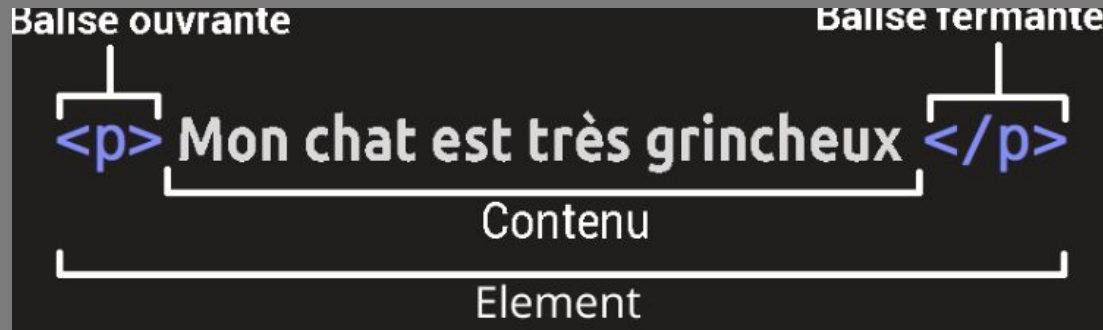 Balise ouvrante
Balise fermante
<p> Mon chat est très grincheux </p>
Contenu
Element